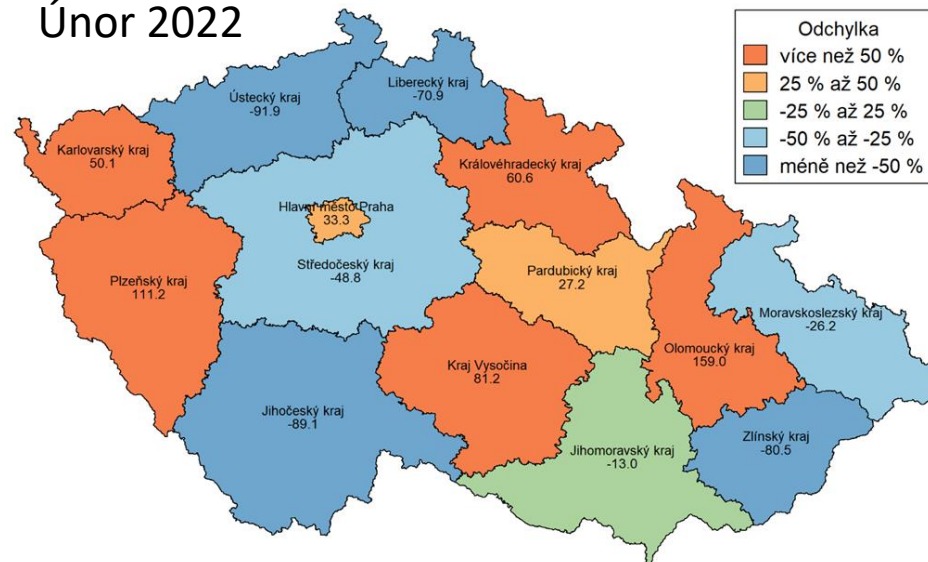 Únor 2022
Odchylka
více než 50 %
25 % až 50 %
-25 % až 25 %
-50 % až -25 %
méně než -50 %
Liberecký kraj
-70.9
Ústecký kraj
-91.9
Karlovarský kraj
50.1
Královéhradecký kraj
60.6
Hlavní město Praha
33.3
Středočeský kraj
-48.8
Plzeňský kraj
111.2
Pardubický kraj
27.2
Moravskoslezský kraj
-26.2
Olomoucký kraj
159.0
Kraj Vysočina
81.2
Jihočeský kraj
-89.1
Zlínský kraj
-80.5
Jihomoravský kraj
-13.0